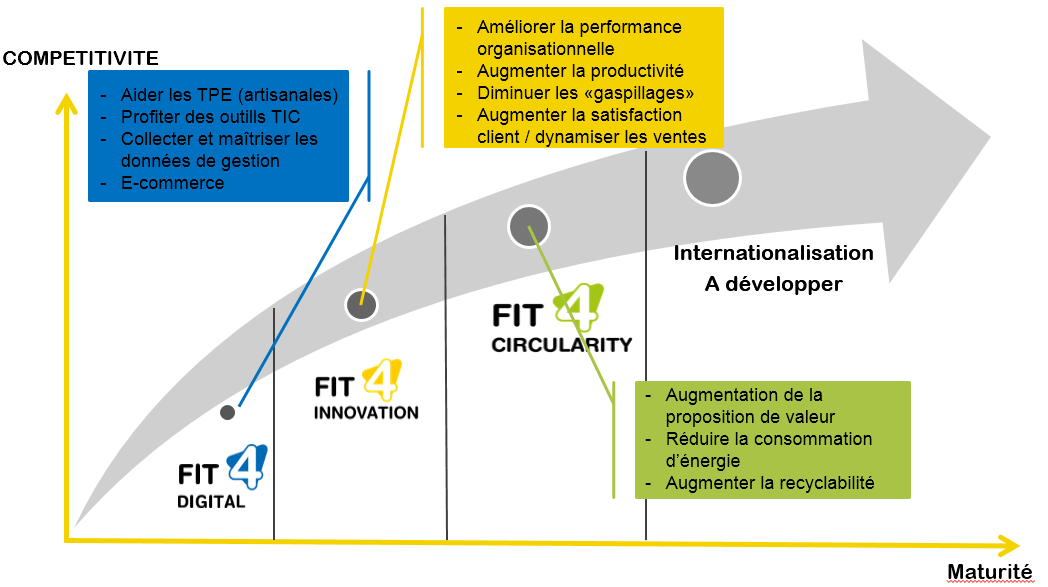 COMPETITIVITE
- Aider les TPE (artisanales)
- Profiter des outils TIC
- Collecter et maîtriser les
données de gestion
- E-commerce
- Améliorer la performance
organisationnelle
- Augmenter la productivité
- Diminuer les «gaspillages»
- Augmenter la satisfaction
client / dynamiser les ventes
Internationalisation
A développer
FIT 4
CIRCULARITY
FIT 4
INNOVATION
FIT 4
DIGITAL
- Augmentation de la
proposition de valeur
- Réduire la consommation
d’énergie
- Augmenter la recyclabilité
Maturité